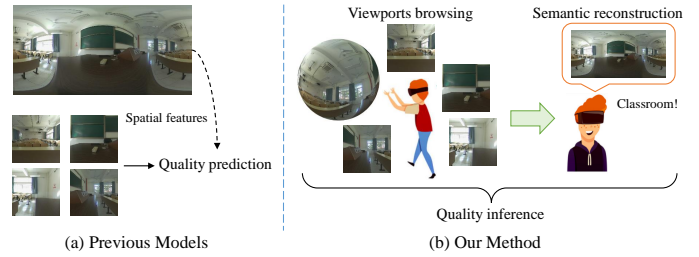 Viewports browsing
Semantic reconstruction
Classroom!
Spatial features
Quality prediction
Quality inference
(a) Previous Models
(b) Our Method